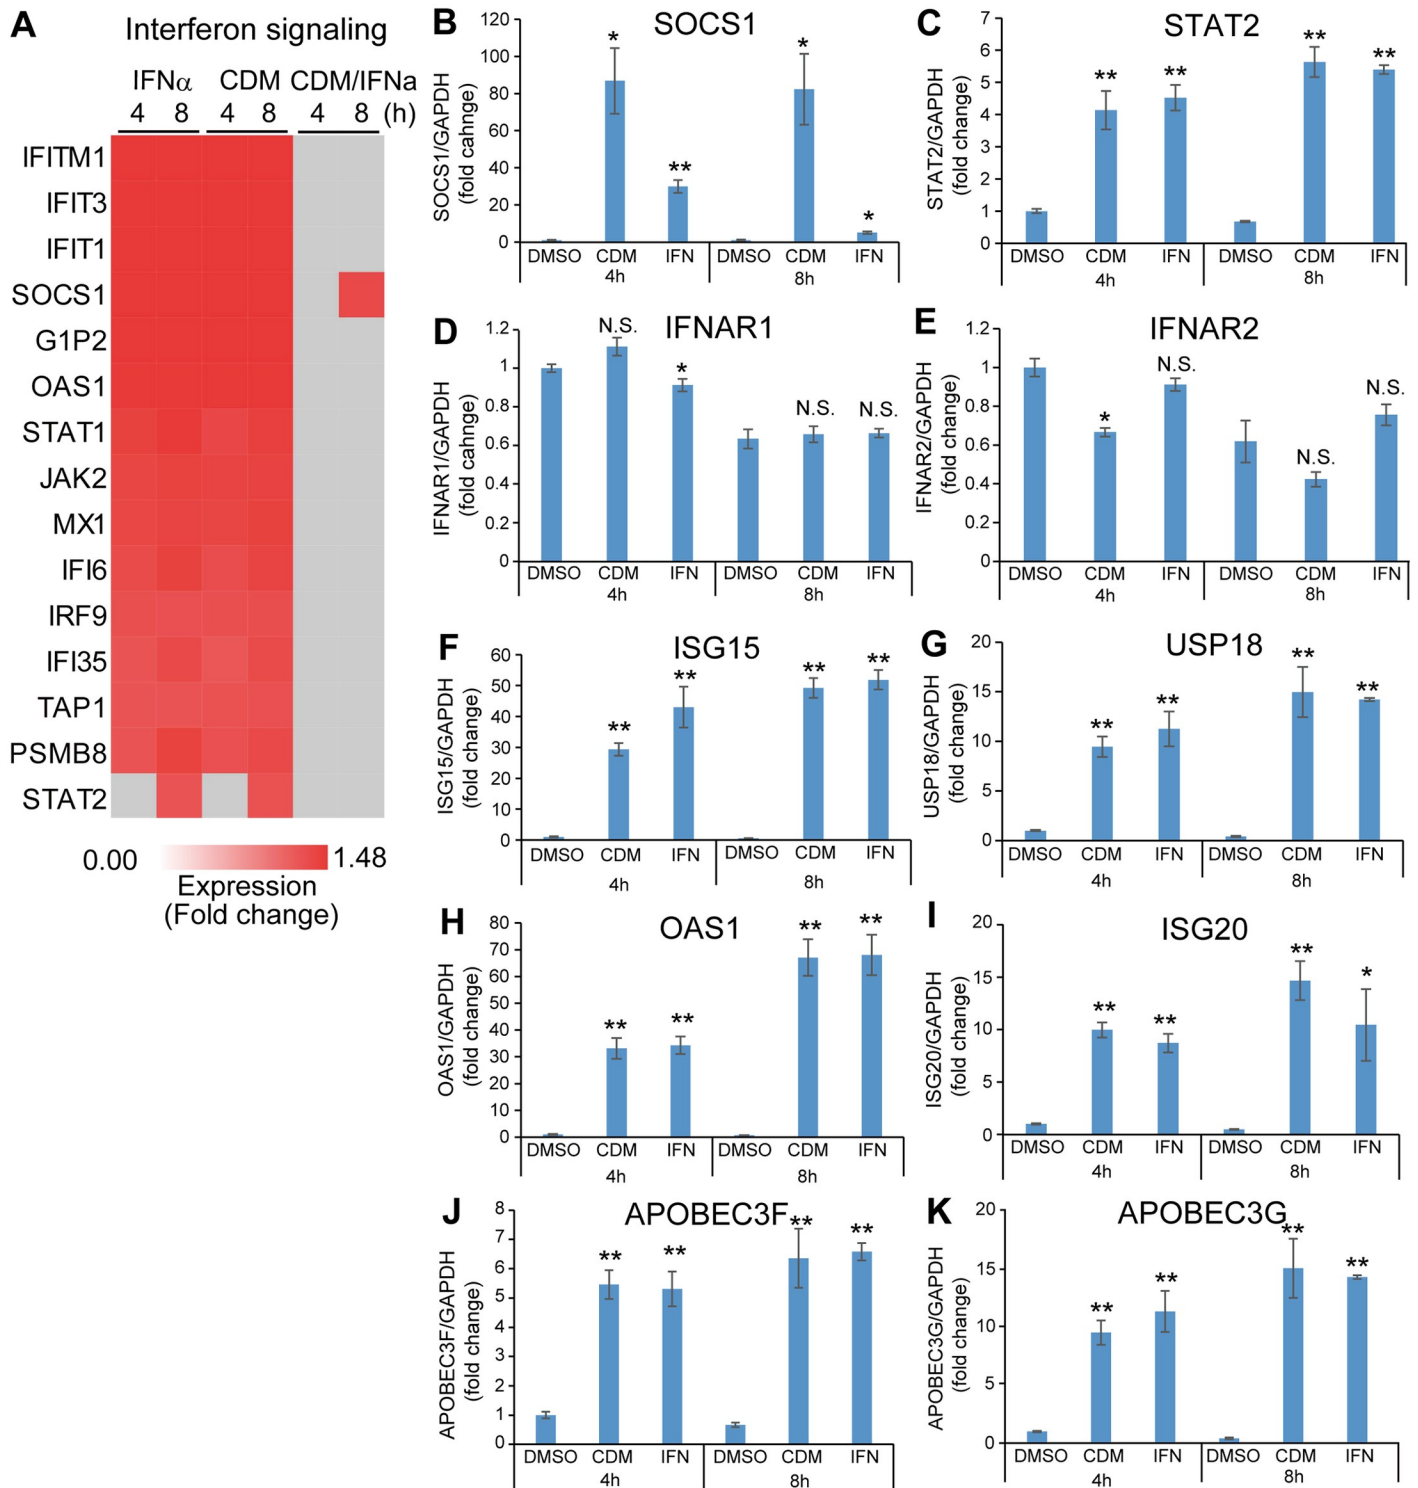 A
Interferon signaling
IFNα CDM CDM/IFNa
4 8 4 8 4 8 (h)
IFITM1
IFIT3
IFIT1
SOCS1
G1P2
OAS1
STAT1
JAK2
MX1
IFI6
IRF9
IFI35
TAP1
PSMB8
STAT2
0.00 1.48
Expression
(Fold change)
B
SOCS1
SOCS1/GAPDH
(fold cahnge)
120
100
80
60
40
20
0
* ** * *
DMSO CDM IFN DMSO CDM IFN
4h 8h
C
STAT2
STAT2/GAPDH
(fold change)
7
6
5
4
3
2
1
0
** ** ** **
DMSO CDM IFN DMSO CDM IFN
4h 8h
D
IFNAR1
IFNAR1/GAPDH
(fold cahnge)
1.2
1
0.8
0.6
0.4
0.2
0
N.S. * N.S. N.S.
DMSO CDM IFN DMSO CDM IFN
4h 8h
E
IFNAR2
IFNAR2/GAPDH
(fold change)
1.2
1
0.8
0.6
0.4
0.2
0
* N.S. N.S. N.S.
DMSO CDM IFN DMSO CDM IFN
4h 8h
F
ISG15
ISG15/GAPDH
(fold change)
60
50
40
30
20
10
0
** ** ** **
DMSO CDM IFN DMSO CDM IFN
4h 8h
G
USP18
USP18/GAPDH
(fold change)
20
15
10
5
0
** ** ** **
DMSO CDM IFN DMSO CDM IFN
4h 8h
H
OAS1
OAS1/GAPDH
(fold change)
80
70
60
50
40
30
20
10
0
** ** ** **
DMSO CDM IFN DMSO CDM IFN
4h 8h
I
ISG20
ISG20/GAPDH
(fold change)
20
15
10
5
0
** ** ** *
DMSO CDM IFN DMSO CDM IFN
4h 8h
J
APOBEC3F
APOBEC3F/GAPDH
(fold change)
8
7
6
5
4
3
2
1
0
** ** ** **
DMSO CDM IFN DMSO CDM IFN
4h 8h
K
APOBEC3G
APOBEC3G/GAPDH
(fold change)
20
15
10
5
0
** ** ** **
DMSO CDM IFN DMSO CDM IFN
4h 8h